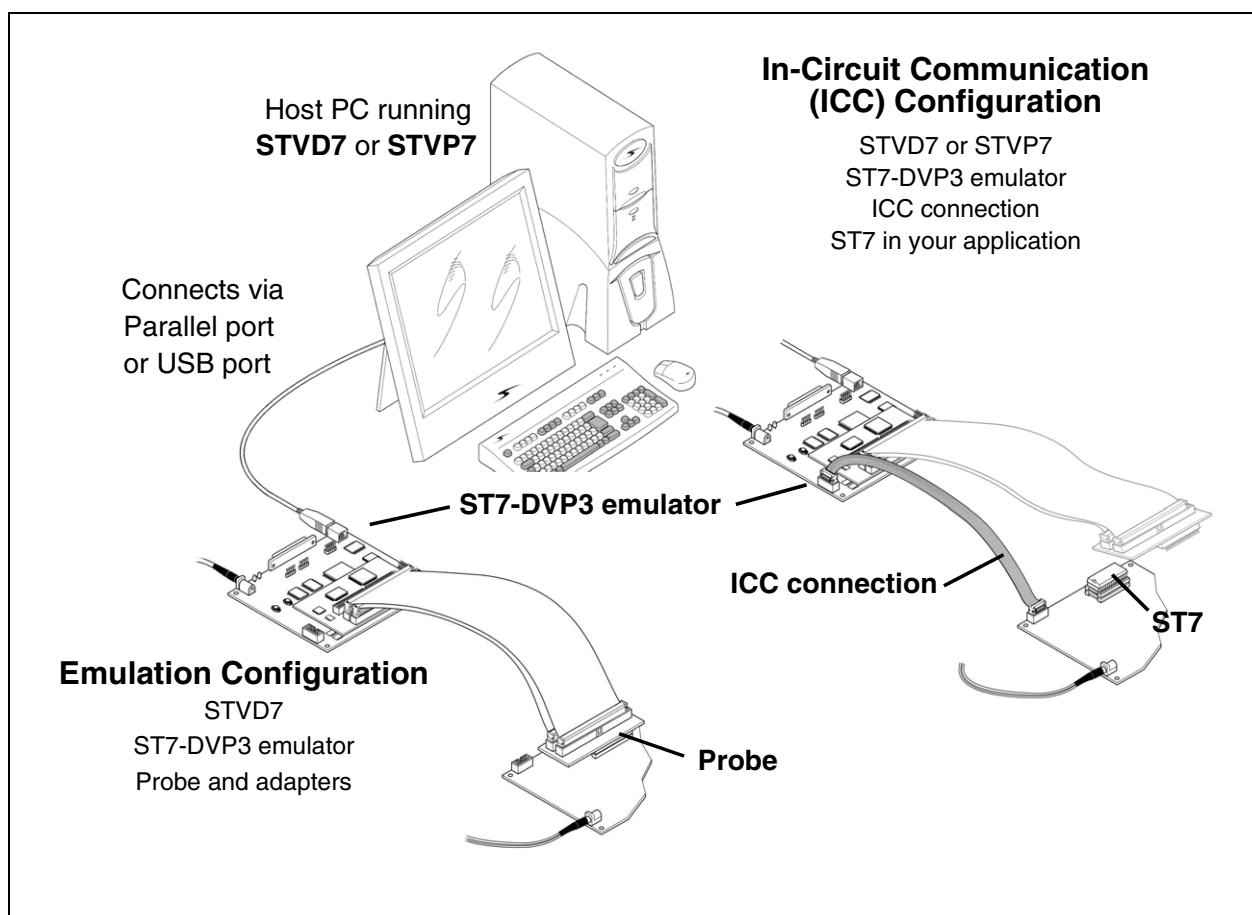 Host PC running
STVD7 or STVP7
In-Circuit Communication
(ICC) Configuration
STVD7 or STVP7
ST7-DVP3 emulator
ICC connection
ST7 in your application
Connects via
Parallel port
or USB port
ST7-DVP3 emulator
ICC connection
ST7
Emulation Configuration
STVD7
ST7-DVP3 emulator
Probe and adapters
Probe